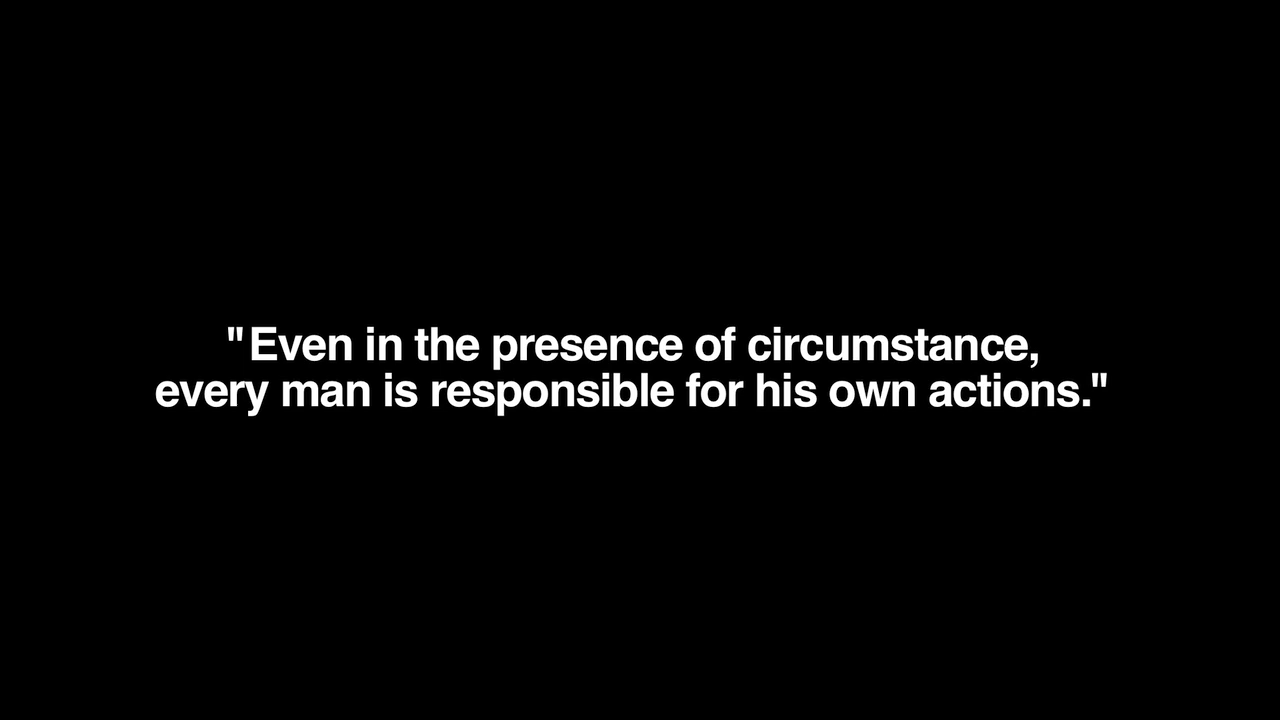 "Even in the presence of circumstance,
every man is responsible for his own actions."